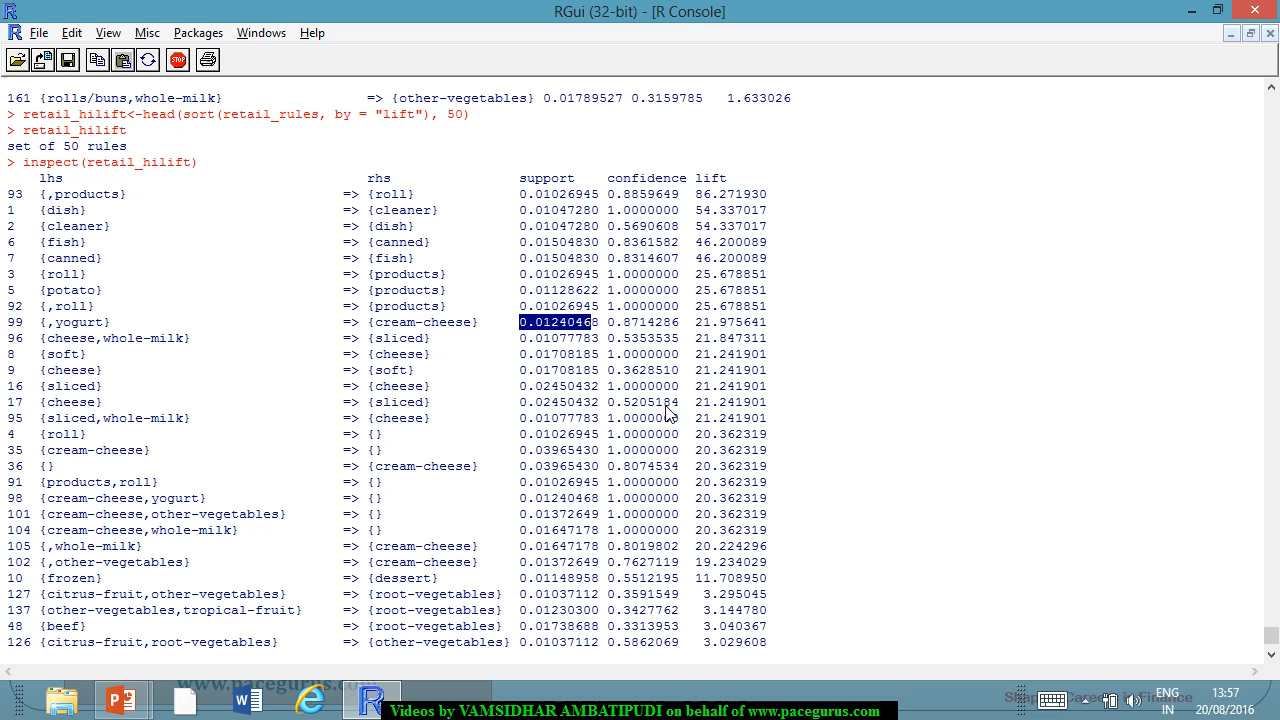 RGui (32-bit) - [R Console]
File Edit View Misc Packages Windows Help
STOP
161 {rolls/buns,whole-milk} => {other-vegetables} 0.01789527 0.3159785 1.633026
> retail_hilift<-head(sort(retail_rules, by = "lift"), 50)
> retail_hilift
set of 50 rules
> inspect(retail_hilift)
lhs rhs support confidence lift
93 {,products} => {roll} 0.01026945 0.8859649 86.271930
1 {dish} => {cleaner} 0.01047280 1.0000000 54.337017
2 {cleaner} => {dish} 0.01047280 0.5690608 54.337017
6 {fish} => {canned} 0.01504830 0.8361582 46.200089
7 {canned} => {fish} 0.01504830 0.8314607 46.200089
3 {roll} => {products} 0.01026945 1.0000000 25.678851
5 {potato} => {products} 0.01128622 1.0000000 25.678851
92 {,roll} => {products} 0.01026945 1.0000000 25.678851
99 {,yogurt} => {cream-cheese} 0.01240468 0.8714286 21.975641
96 {cheese,whole-milk} => {sliced} 0.01077783 0.5353535 21.847311
8 {soft} => {cheese} 0.01708185 1.0000000 21.241901
9 {cheese} => {soft} 0.01708185 0.3628510 21.241901
16 {sliced} => {cheese} 0.02450432 1.0000000 21.241901
17 {cheese} => {sliced} 0.02450432 0.5205184 21.241901
95 {sliced,whole-milk} => {cheese} 0.01077783 1.0000000 21.241901
4 {roll} => {} 0.01026945 1.0000000 20.362319
35 {cream-cheese} => {} 0.03965430 1.0000000 20.362319
36 {} => {cream-cheese} 0.03965430 0.8074534 20.362319
91 {products,roll} => {} 0.01026945 1.0000000 20.362319
98 {cream-cheese,yogurt} => {} 0.01240468 1.0000000 20.362319
101 {cream-cheese,other-vegetables} => {} 0.01372649 1.0000000 20.362319
104 {cream-cheese,whole-milk} => {} 0.01647178 1.0000000 20.362319
105 {,whole-milk} => {cream-cheese} 0.01647178 0.8019802 20.224296
102 {,other-vegetables} => {cream-cheese} 0.01372649 0.7627119 19.234029
10 {frozen} => {dessert} 0.01148958 0.5512195 11.708950
127 {citrus-fruit,other-vegetables} => {root-vegetables} 0.01037112 0.3591549 3.295045
137 {other-vegetables,tropical-fruit} => {root-vegetables} 0.01230300 0.3427762 3.144780
48 {beef} => {root-vegetables} 0.01738688 0.3313953 3.040367
126 {citrus-fruit,root-vegetables} => {other-vegetables} 0.01037112 0.5862069 3.029608
www.pacegurus.com
ENG 13:57
IN 20/08/2016
Videos by VAMSIDHAR AMBATIPUDI on behalf of www.pacegurus.com